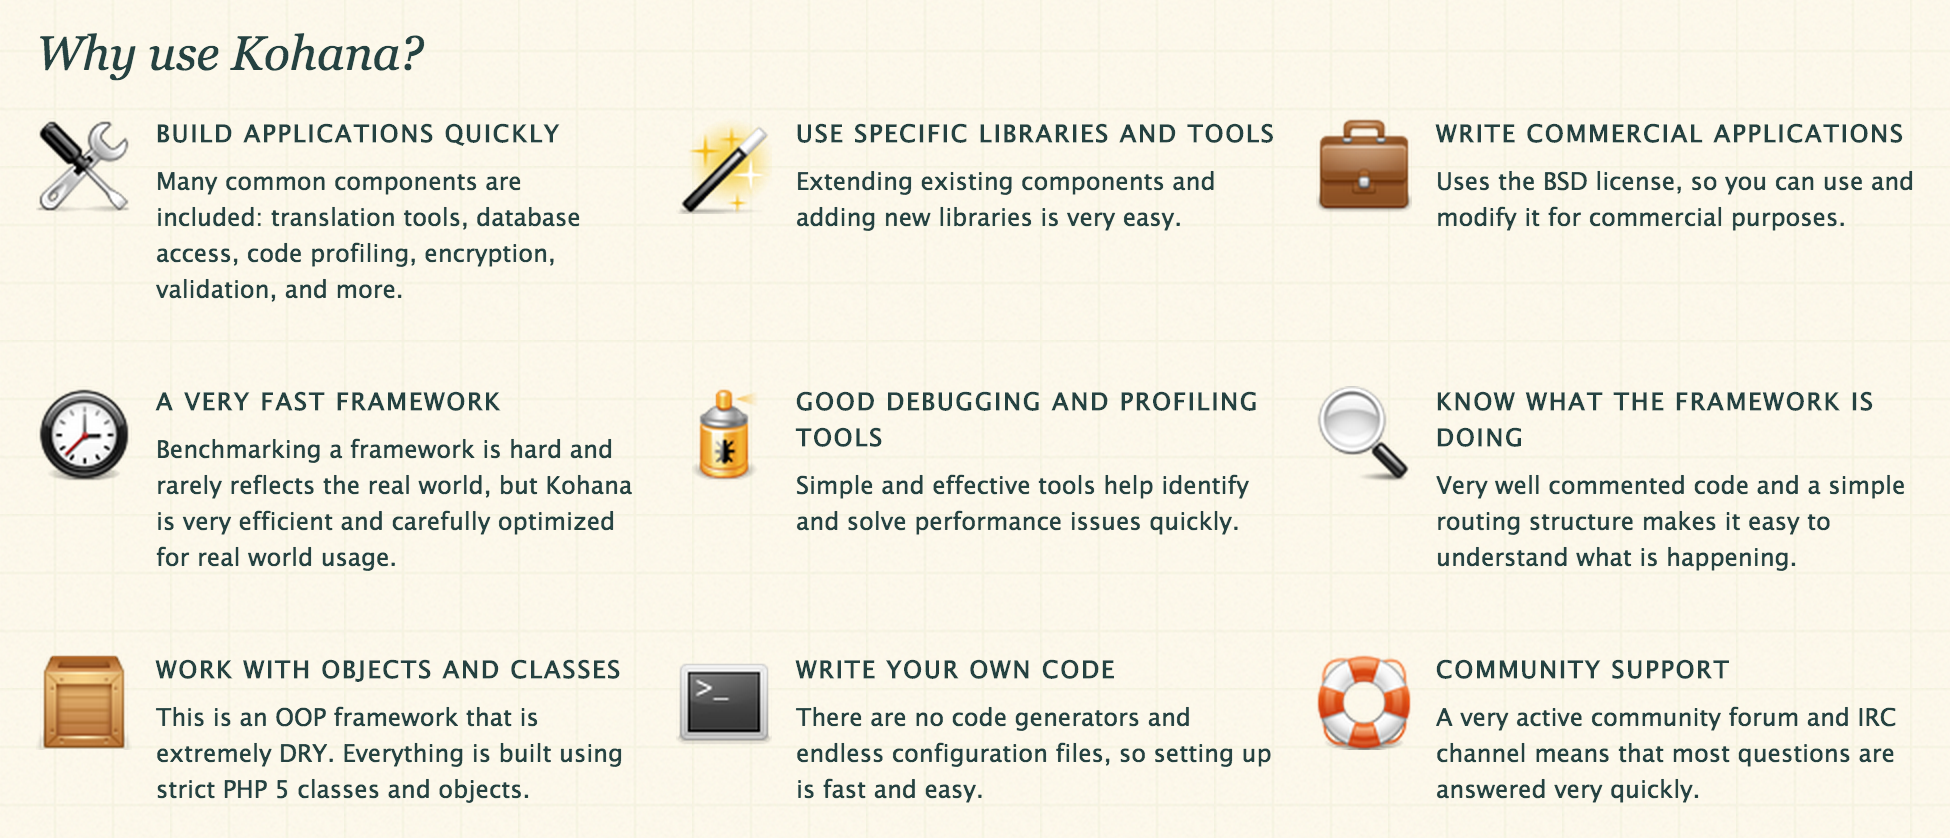 Why use Kohana?
BUILD APPLICATIONS QUICKLY
Many common components are
included: translation tools, database
access, code profiling, encryption,
validation, and more.
USE SPECIFIC LIBRARIES AND TOOLS
Extending existing components and
adding new libraries is very easy.
WRITE COMMERCIAL APPLICATIONS
Uses the BSD license, so you can use and
modify it for commercial purposes.
A VERY FAST FRAMEWORK
Benchmarking a framework is hard and
rarely reflects the real world, but Kohana
is very efficient and carefully optimized
for real world usage.
GOOD DEBUGGING AND PROFILING
TOOLS
Simple and effective tools help identify
and solve performance issues quickly.
KNOW WHAT THE FRAMEWORK IS
DOING
Very well commented code and a simple
routing structure makes it easy to
understand what is happening.
WORK WITH OBJECTS AND CLASSES
This is an OOP framework that is
extremely DRY. Everything is built using
strict PHP 5 classes and objects.
>_
WRITE YOUR OWN CODE
There are no code generators and
endless configuration files, so setting up
is fast and easy.
COMMUNITY SUPPORT
A very active community forum and IRC
channel means that most questions are
answered very quickly.